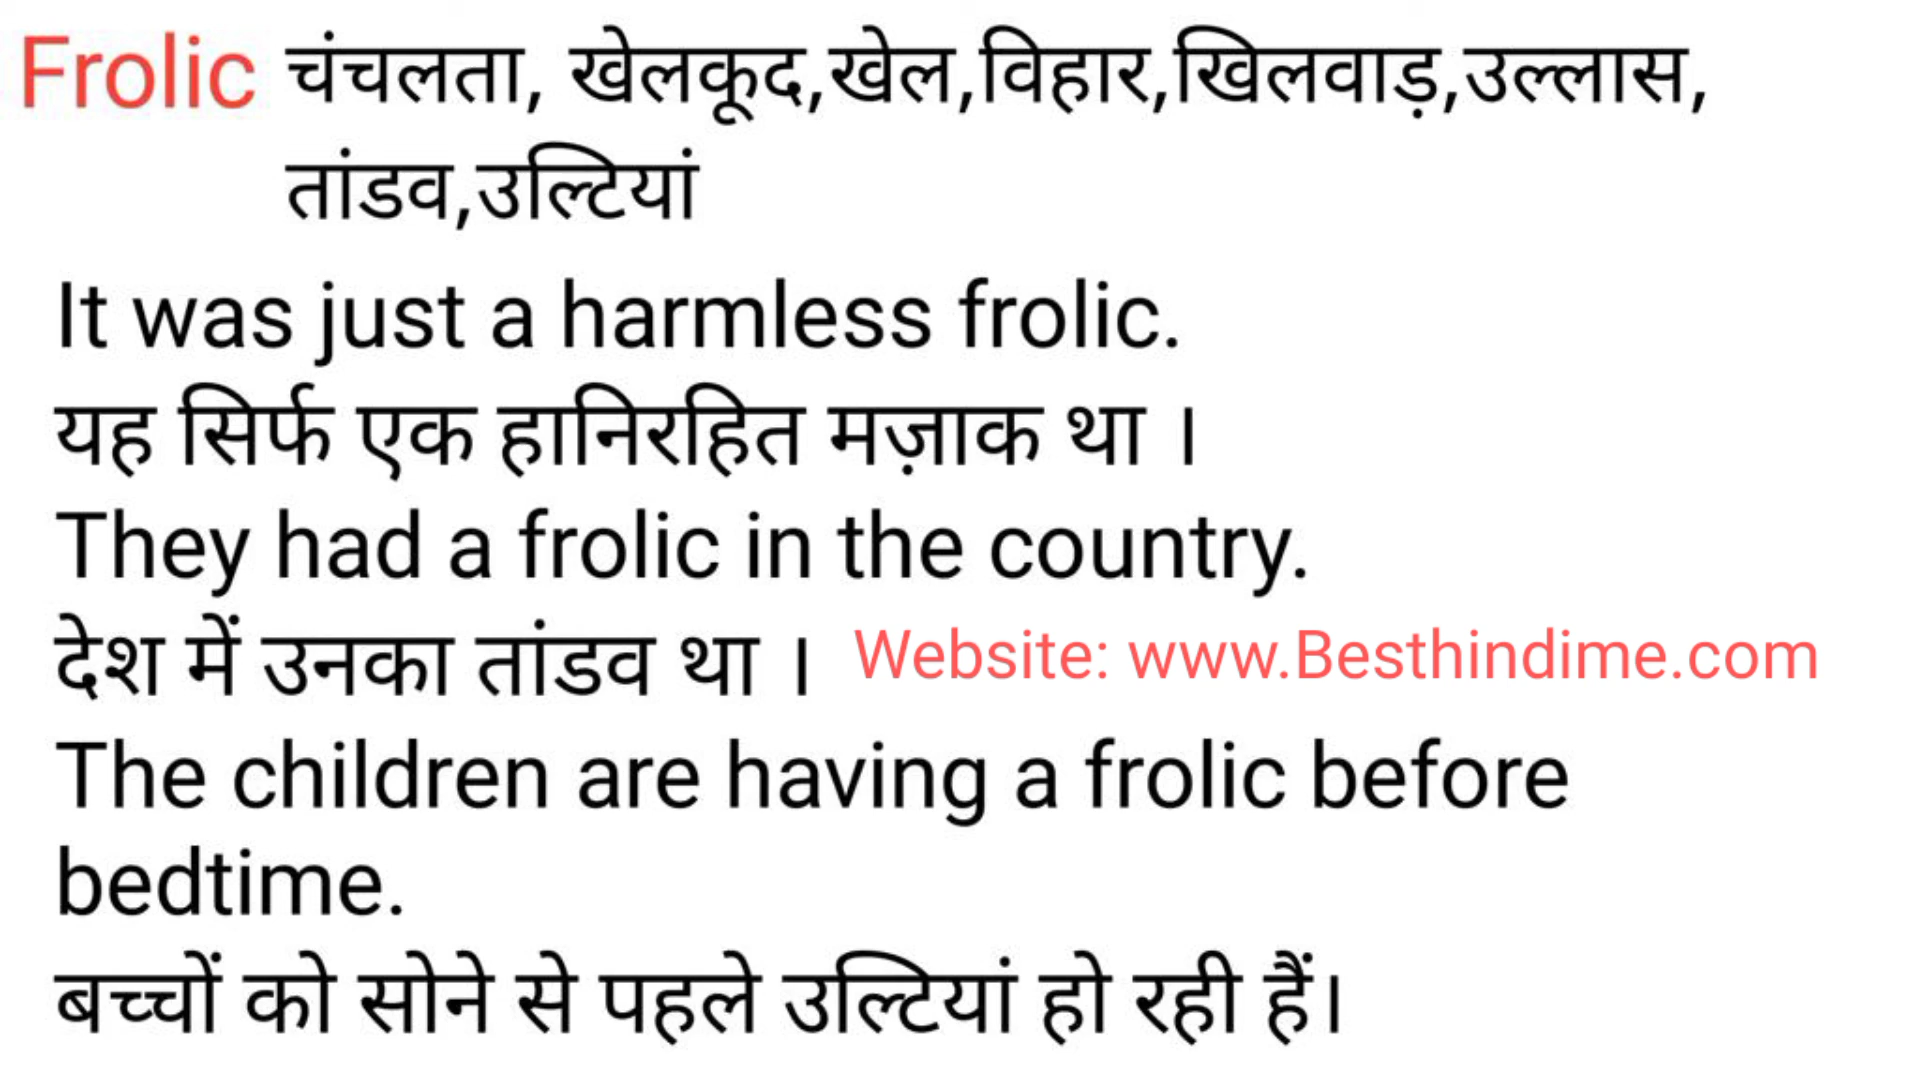 Frolic चंचलता, खेलकूद,खेल,विहार,खिलवाड़,उल्लास,
तांडव,उल्टियां
It was just a harmless frolic.
यह सिर्फ एक हानिरहित मज़ाक था ।
They had a frolic in the country.
देश में उनका तांडव था । Website: www.Besthindime.com
The children are having a frolic before
bedtime.
बच्चों को सोने से पहले उल्टियां हो रही हैं।